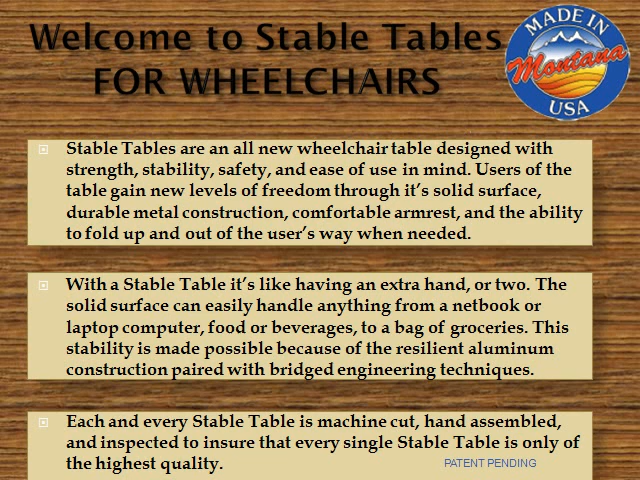 Welcome to Stable Tables
FOR WHEELCHAIRS
MADE IN
Montana
USA
Stable Tables are an all new wheelchair table designed with
strength, stability, safety, and ease of use in mind. Users of the
table gain new levels of freedom through it's solid surface,
durable metal construction, comfortable armrest, and the ability
to fold up and out of the user's way when needed.
With a Stable Table it's like having an extra hand, or two. The
solid surface can easily handle anything from a netbook or
laptop computer, food or beverages, to a bag of groceries. This
stability is made possible because of the resilient aluminum
construction paired with bridged engineering techniques.
Each and every Stable Table is machine cut, hand assembled,
and inspected to insure that every single Stable Table is only of
the highest quality.
PATENT PENDING